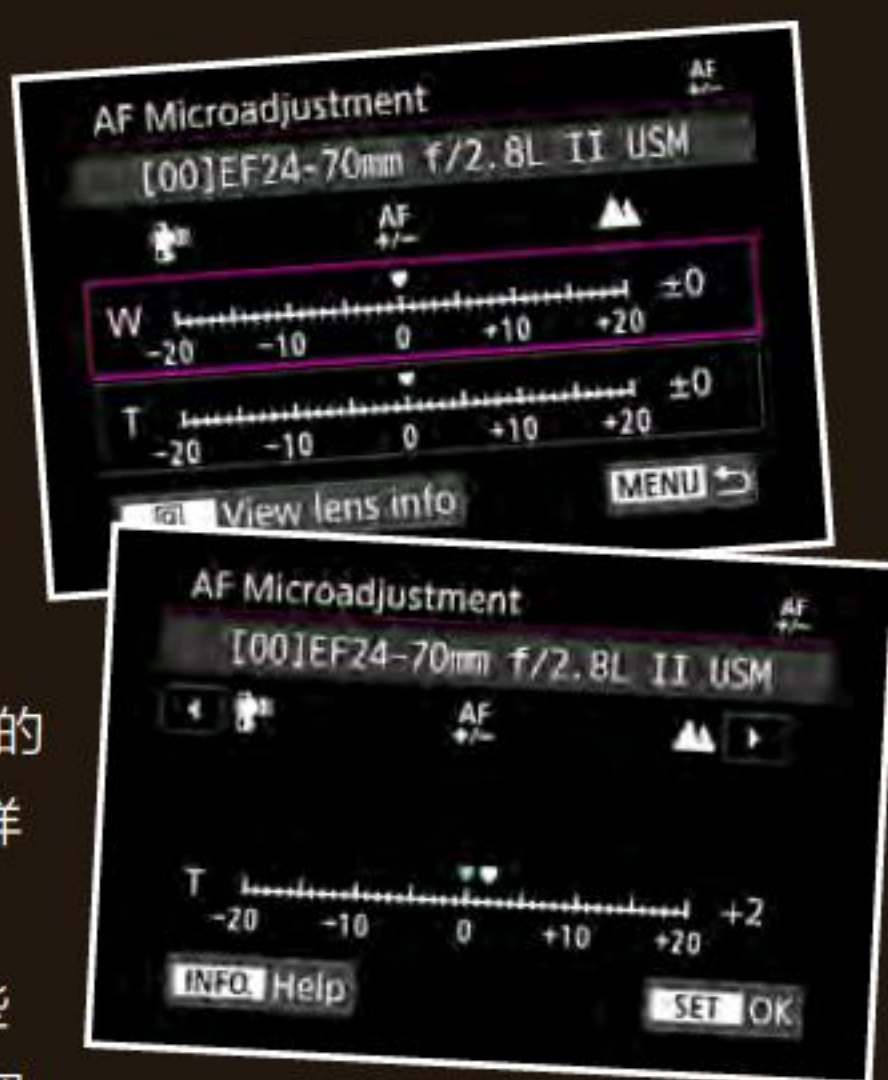 AF Microadjustment
AF
+/-
[00]EF24-70mm f/2.8L II USM
AF
+/-
W
±0
-20 -10 0 +10 +20
T
±0
-20 -10 0 +10 +20
View lens info
MENU
AF Microadjustment
AF
+/-
[00]EF24-70mm f/2.8L II USM
AF
+/-
的
样
T
+2
-20 -10 0 +10 +20
INFO. Help
SET OK